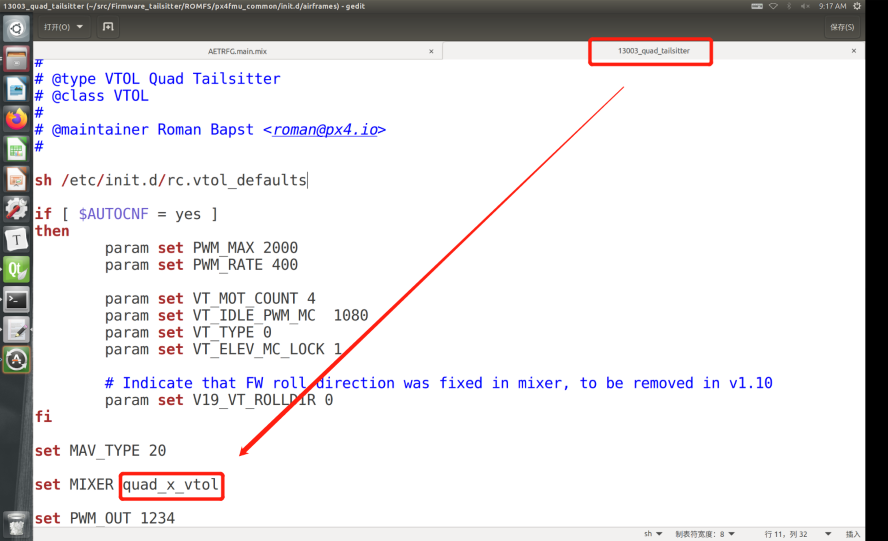 13003_quad_tailsitter (~/src/Firmware_tailsitter/ROMFS/px4fmu_common/init.d/airframes) - gedit
9:17 AM
打开(O)
保存(S)
AETRFG.main.mix ×
13003_quad_tailsitter ×
#
# @type VTOL Quad Tailsitter
# @class VTOL
#
# @maintainer Roman Bapst <roman@px4.io>
#
sh /etc/init.d/rc.vtol_defaults
if [ $AUTOCNF = yes ]
then
param set PWM_MAX 2000
param set PWM_RATE 400
param set VT_MOT_COUNT 4
param set VT_IDLE_PWM_MC 1080
param set VT_TYPE 0
param set VT_ELEV_MC_LOCK 1
# Indicate that FW roll direction was fixed in mixer, to be removed in v1.10
param set V19_VT_ROLLDIR 0
fi
set MAV_TYPE 20
set MIXER quad_x_vtol
set PWM_OUT 1234
sh 制表符宽度: 8 行 11, 列 32 插入